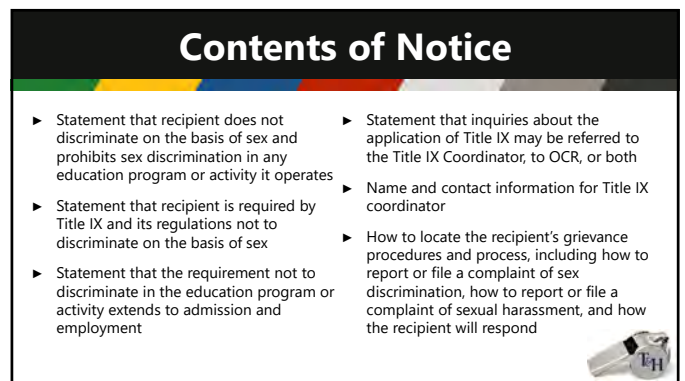 Contents of Notice
► Statement that recipient does not
discriminate on the basis of sex and
prohibits sex discrimination in any
education program or activity it operates
► Statement that recipient is required by
Title IX and its regulations not to
discriminate on the basis of sex
► Statement that the requirement not to
discriminate in the education program or
activity extends to admission and
employment
► Statement that inquiries about the
application of Title IX may be referred to
the Title IX Coordinator, to OCR, or both
► Name and contact information for Title IX
coordinator
► How to locate the recipient's grievance
procedures and process, including how to
report or file a complaint of sex
discrimination, how to report or file a
complaint of sexual harassment, and how
the recipient will respond